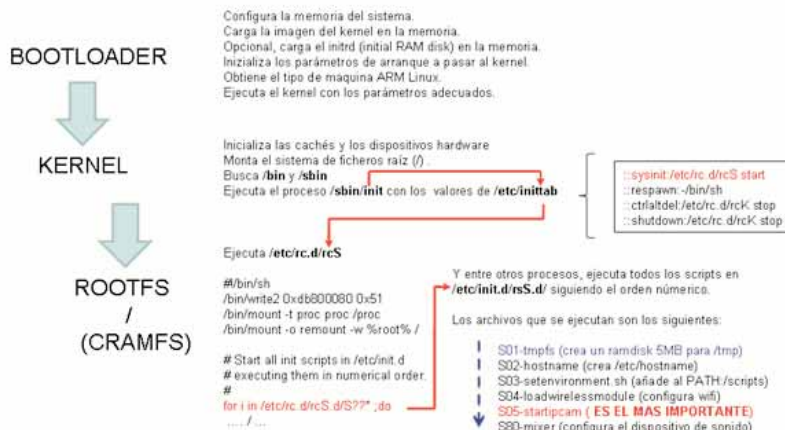 BOOTLOADER
Configura la memoria del sistema.
Carga la imagen del kernel en la memoria.
Opcional, carga el initrd (initial RAM disk) en la memoria.
Inizializa los parámetros de arranque a pasar al kernel.
Obtiene el tipo de maquina ARM Linux.
Ejecuta el kernel con los parámetros adecuados.
KERNEL
Inicializa las cachés y los dispositivos hardware
Monta el sistema de ficheros raíz (/) .
Busca /bin y /sbin
Ejecuta el proceso /sbin/init con los valores de /etc/inittab
::sysinit:/etc/rc.d/rcS start
::respawn:-/bin/sh
::ctrlaltdel:/etc/rc.d/rcK stop
::shutdown:/etc/rc.d/rcK stop
ROOTFS
/
(CRAMFS)
Ejecuta /etc/rc.d/rcS
#!/bin/sh
/bin/write2 0xdb800080 0x51
/bin/mount -t proc proc /proc
/bin/mount -o remount -w %root% /
# Start all init scripts in /etc/init.d
# executing them in numerical order.
#
for i in /etc/rc.d/rcS.d/S??* ;do
.... / ...
Y entre otros procesos, ejecuta todos los scripts en
/etc/init.d/rsS.d/ siguiendo el orden númerico.
Los archivos que se ejecutan son los siguientes:
S01-tmpfs (crea un ramdisk 5MB para /tmp)
S02-hostname (crea /etc/hostname)
S03-setenvironment.sh (añade al PATH:/scripts)
S04-loadwirelessmodule (configura wifi)
S05-startipcam ( ES EL MAS IMPORTANTE)
S80-mixer (configura el dispositivo de sonido)